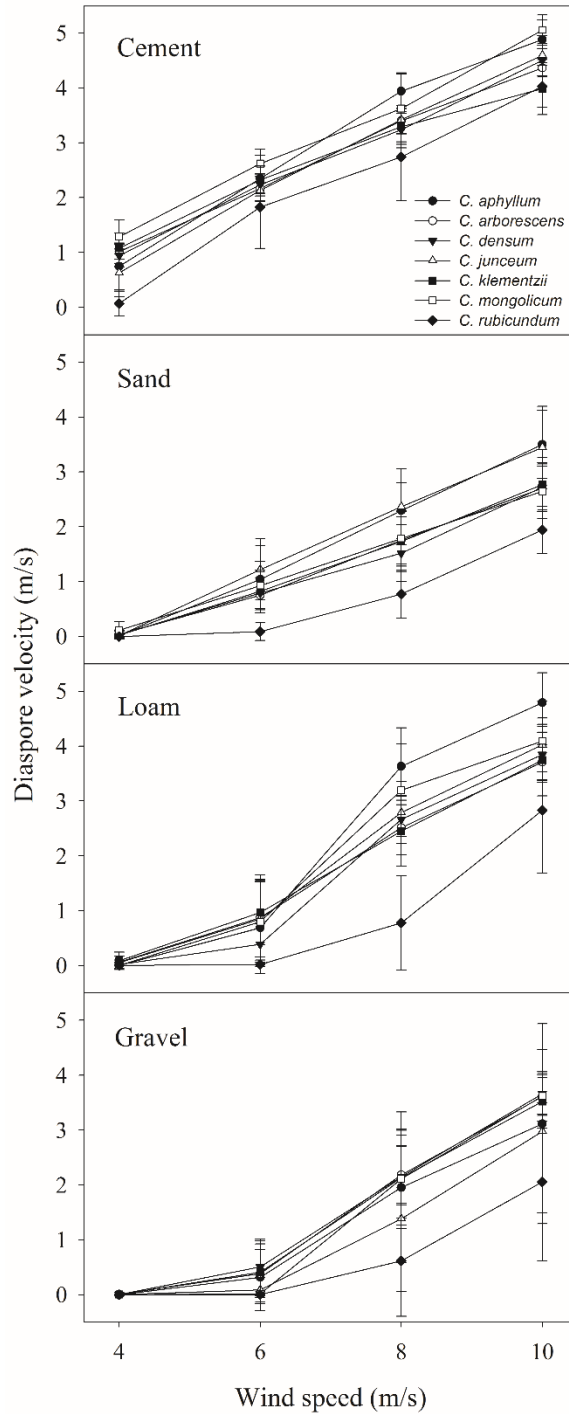 Cement
5
4
3
2
1
0
C. aphyllum
C. arborescens
C. densum
C. junceum
C. klementzii
C. mongolicum
C. rubicundum
Sand
5
4
3
2
1
0
Diaspore velocity (m/s)
Loam
5
4
3
2
1
0
Gravel
5
4
3
2
1
0
4 6 8 10
Wind speed (m/s)